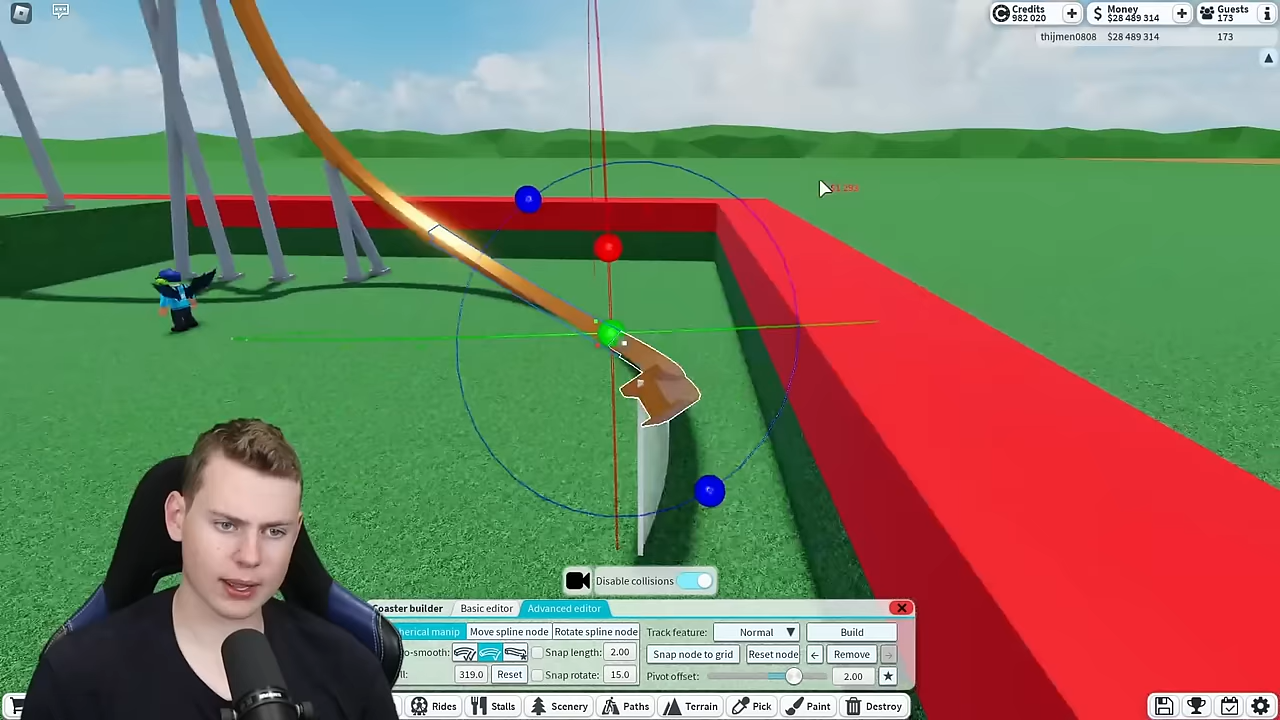 Credits
982 020
Money
$28 489 314
Guests
173
thijmen0808 $28 489 314 173
Disable collisions
Coaster builder Basic editor Advanced editor X
herical manip Move spline node Rotate spline node Track feature: Normal Build
o-smooth: Snap length: 2.00 Snap node to grid Reset node Remove
319.0 Reset Snap rotate: 15.0 Pivot offset: 2.00
Rides Stalls Scenery Paths Terrain Pick Paint Destroy